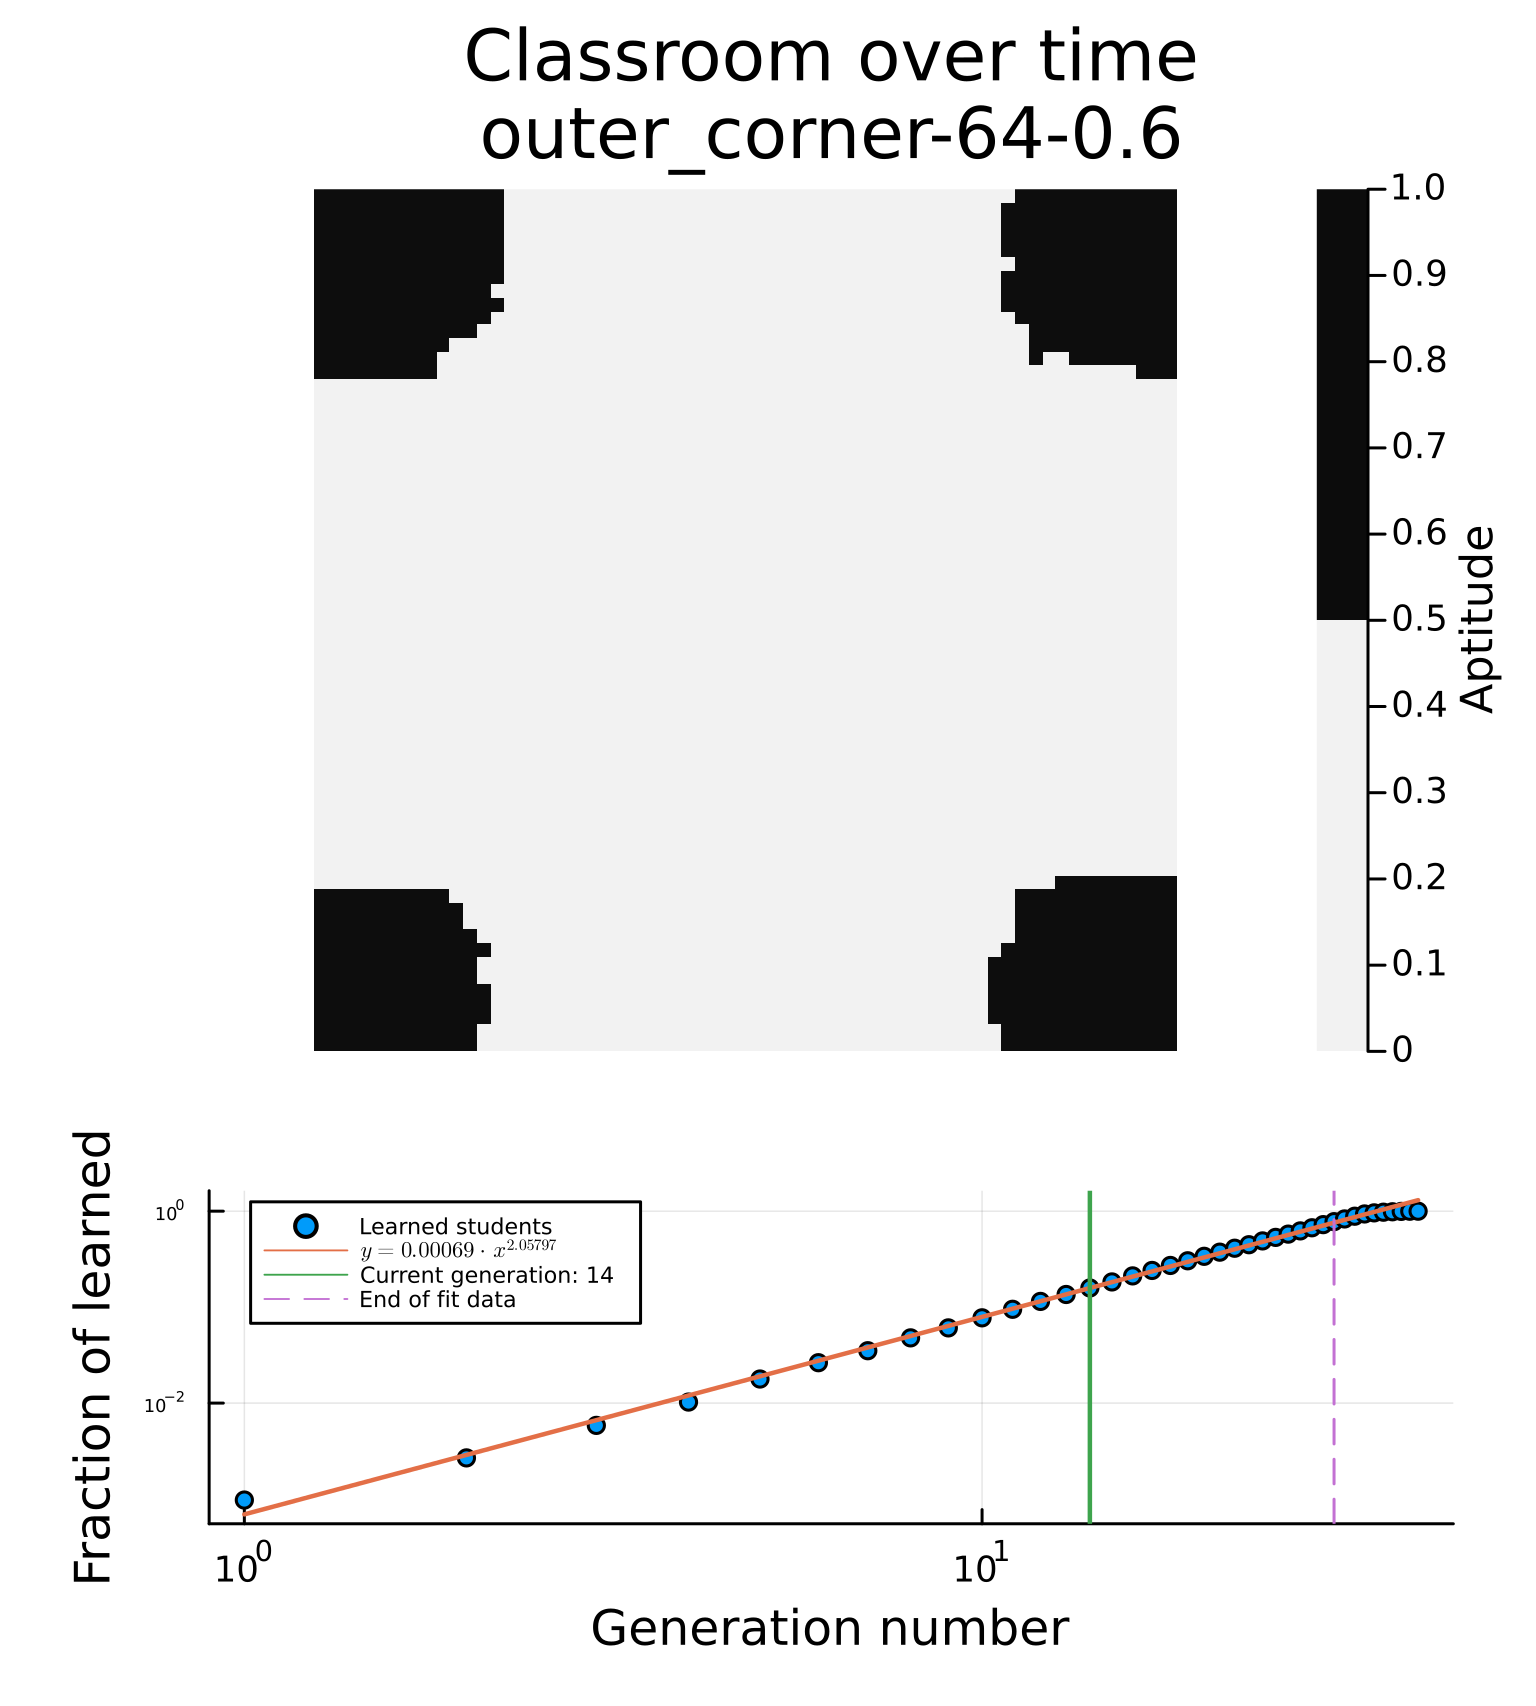 Classroom over time
outer_corner-64-0.6
1.0
0.9
0.8
0.7
0.6
0.5
0.4
0.3
0.2
0.1
0
Aptitude
Fraction of learned
10⁰
10⁻²
Learned students
y = 0.00069 · x^2.05797
Current generation: 14
End of fit data
10⁰
10¹
Generation number